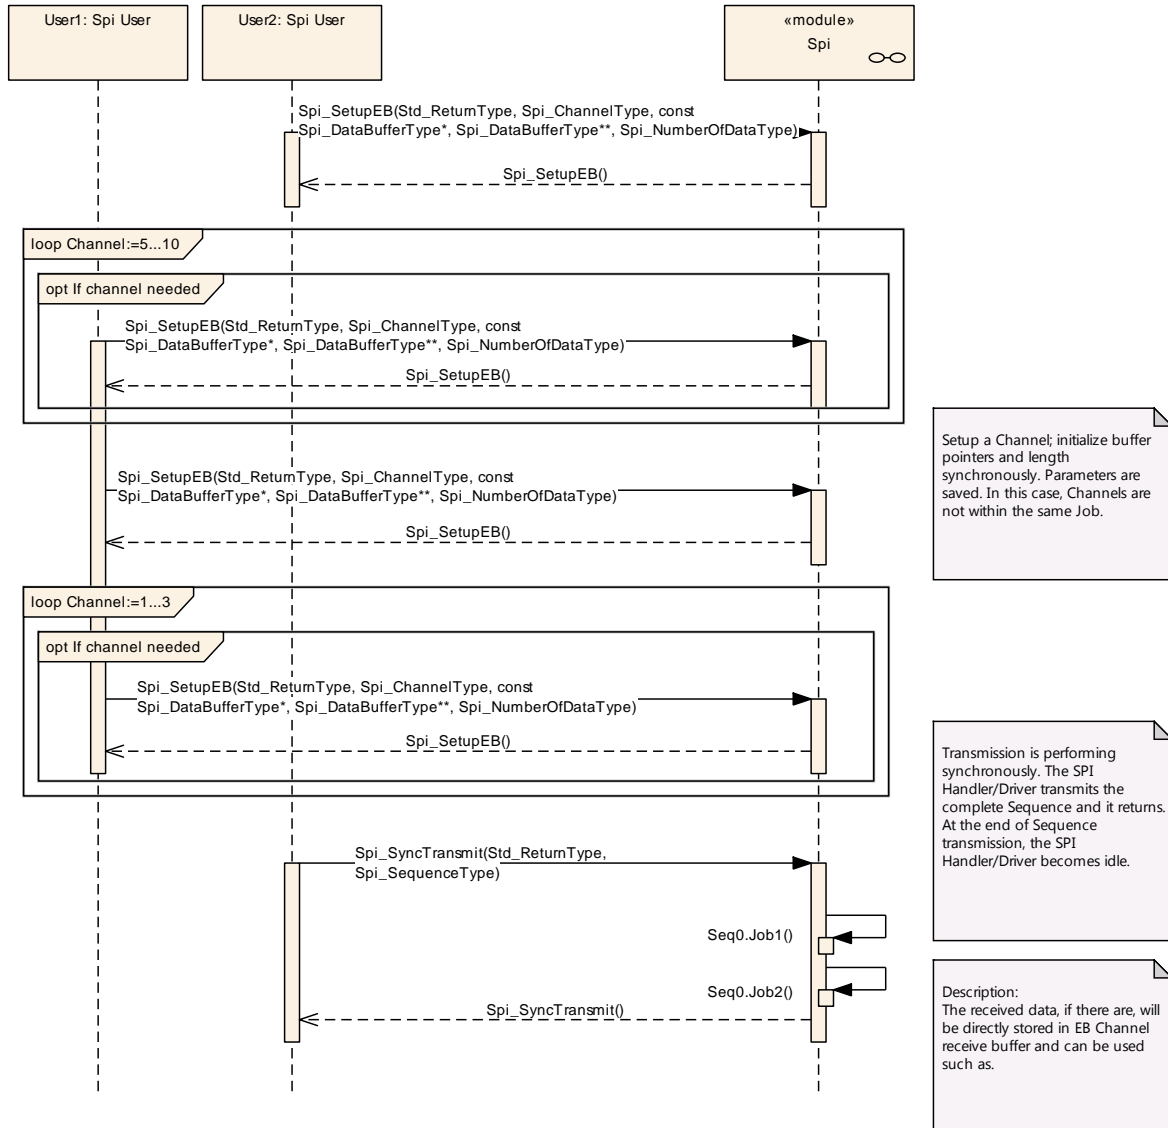 User1: Spi User
User2: Spi User
«module»
Spi
Spi_SetupEB(Std_ReturnType, Spi_ChannelType, const
Spi_DataBufferType*, Spi_DataBufferType**, Spi_NumberOfDataType)
Spi_SetupEB()
loop Channel:=5...10
opt If channel needed
Spi_SetupEB(Std_ReturnType, Spi_ChannelType, const
Spi_DataBufferType*, Spi_DataBufferType**, Spi_NumberOfDataType)
Spi_SetupEB()
Setup a Channel; initialize buffer
pointers and length
synchronously. Parameters are
saved. In this case, Channels are
not within the same Job.
Spi_SetupEB(Std_ReturnType, Spi_ChannelType, const
Spi_DataBufferType*, Spi_DataBufferType**, Spi_NumberOfDataType)
Spi_SetupEB()
loop Channel:=1...3
opt If channel needed
Spi_SetupEB(Std_ReturnType, Spi_ChannelType, const
Spi_DataBufferType*, Spi_DataBufferType**, Spi_NumberOfDataType)
Spi_SetupEB()
Transmission is performing
synchronously. The SPI
Handler/Driver transmits the
complete Sequence and it returns.
At the end of Sequence
transmission, the SPI
Handler/Driver becomes idle.
Spi_SyncTransmit(Std_ReturnType,
Spi_SequenceType)
Seq0.Job1()
Seq0.Job2()
Spi_SyncTransmit()
Description:
The received data, if there are, will
be directly stored in EB Channel
receive buffer and can be used
such as.